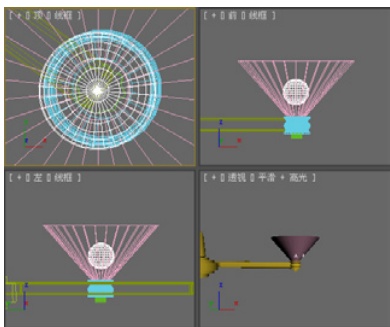 [ + 顶 线框 ]
[ + 前 线框 ]
[ + 左 线框 ]
[ + 透视 平滑 + 高光 ]